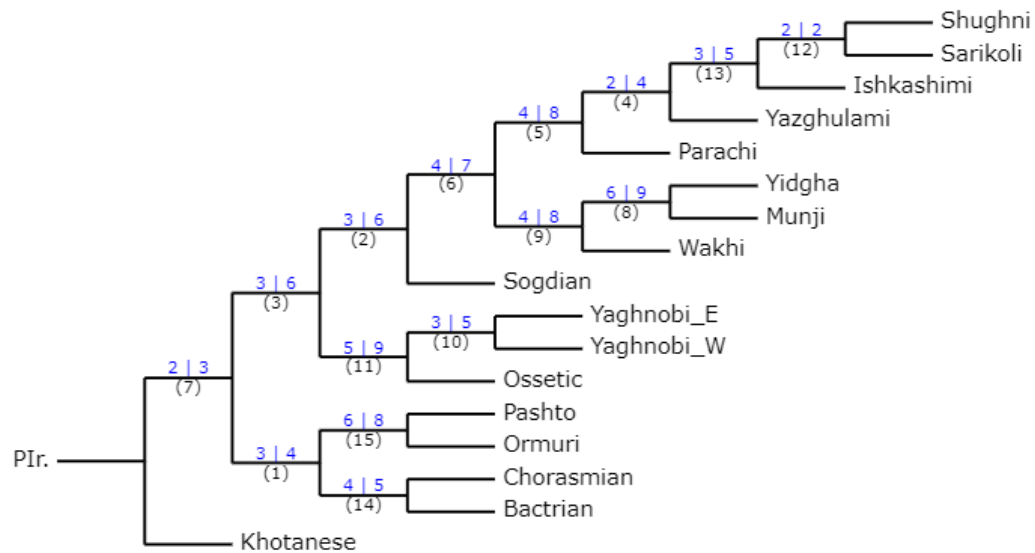 Shughni
2 | 2
(12)
Sarikoli
3 | 5
(13)
Ishkashimi
2 | 4
(4)
Yazghulami
4 | 8
(5)
Parachi
4 | 7
(6)
Yidgha
6 | 9
(8)
Munji
4 | 8
(9)
Wakhi
3 | 6
(2)
Sogdian
3 | 6
(3)
Yaghnobi_E
3 | 5
(10)
Yaghnobi_W
5 | 9
(11)
Ossetic
2 | 3
(7)
Pashto
6 | 8
(15)
Ormuri
3 | 4
(1)
PIr.
Chorasmian
4 | 5
(14)
Bactrian
Khotanese